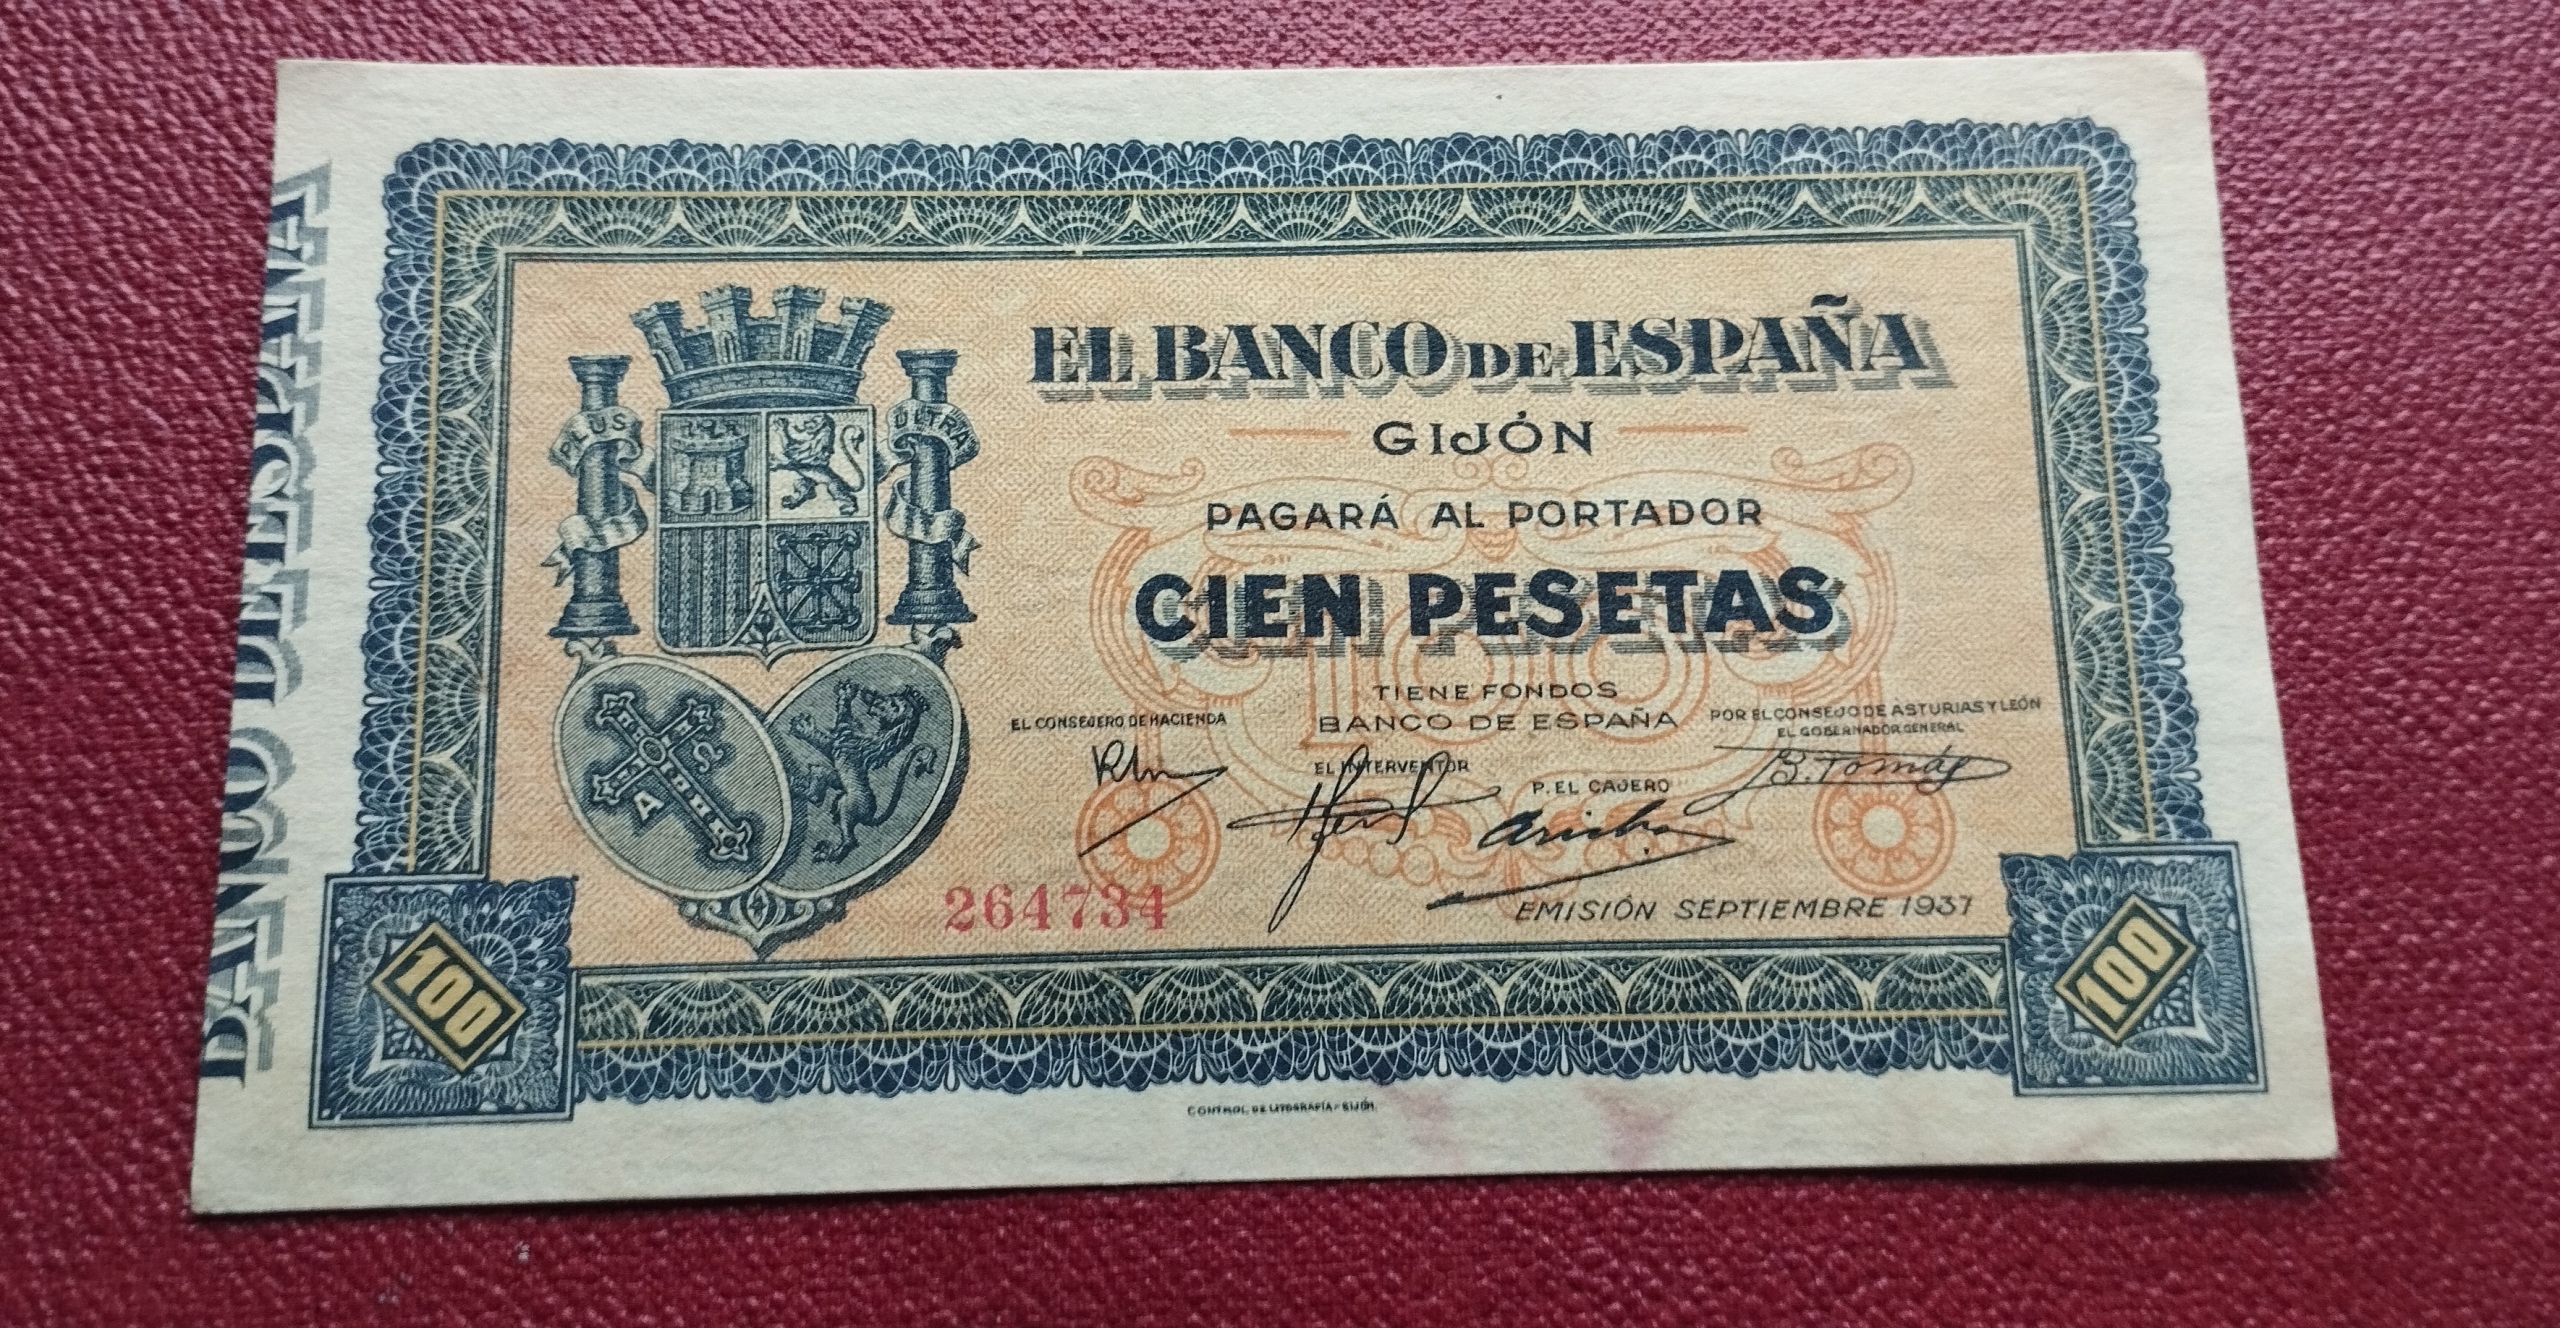 BANCO DE ESPAÑA
EL BANCO DE ESPAÑA
GIJÓN
PAGARÁ AL PORTADOR
CIEN PESETAS
100
TIENE FONDOS
BANCO DE ESPAÑA
EL CONSEJERO DE HACIENDA
EL INTERVENTOR
P. EL CAJERO
POR EL CONSEJO DE ASTURIAS Y LEÓN
EL GOBERNADOR GENERAL
B. Tomás
PLUS
ULTRA
A
264734
EMISIÓN SEPTIEMBRE 1937
100
100
CONTROL DE LITOGRAFÍA - GIJÓN.